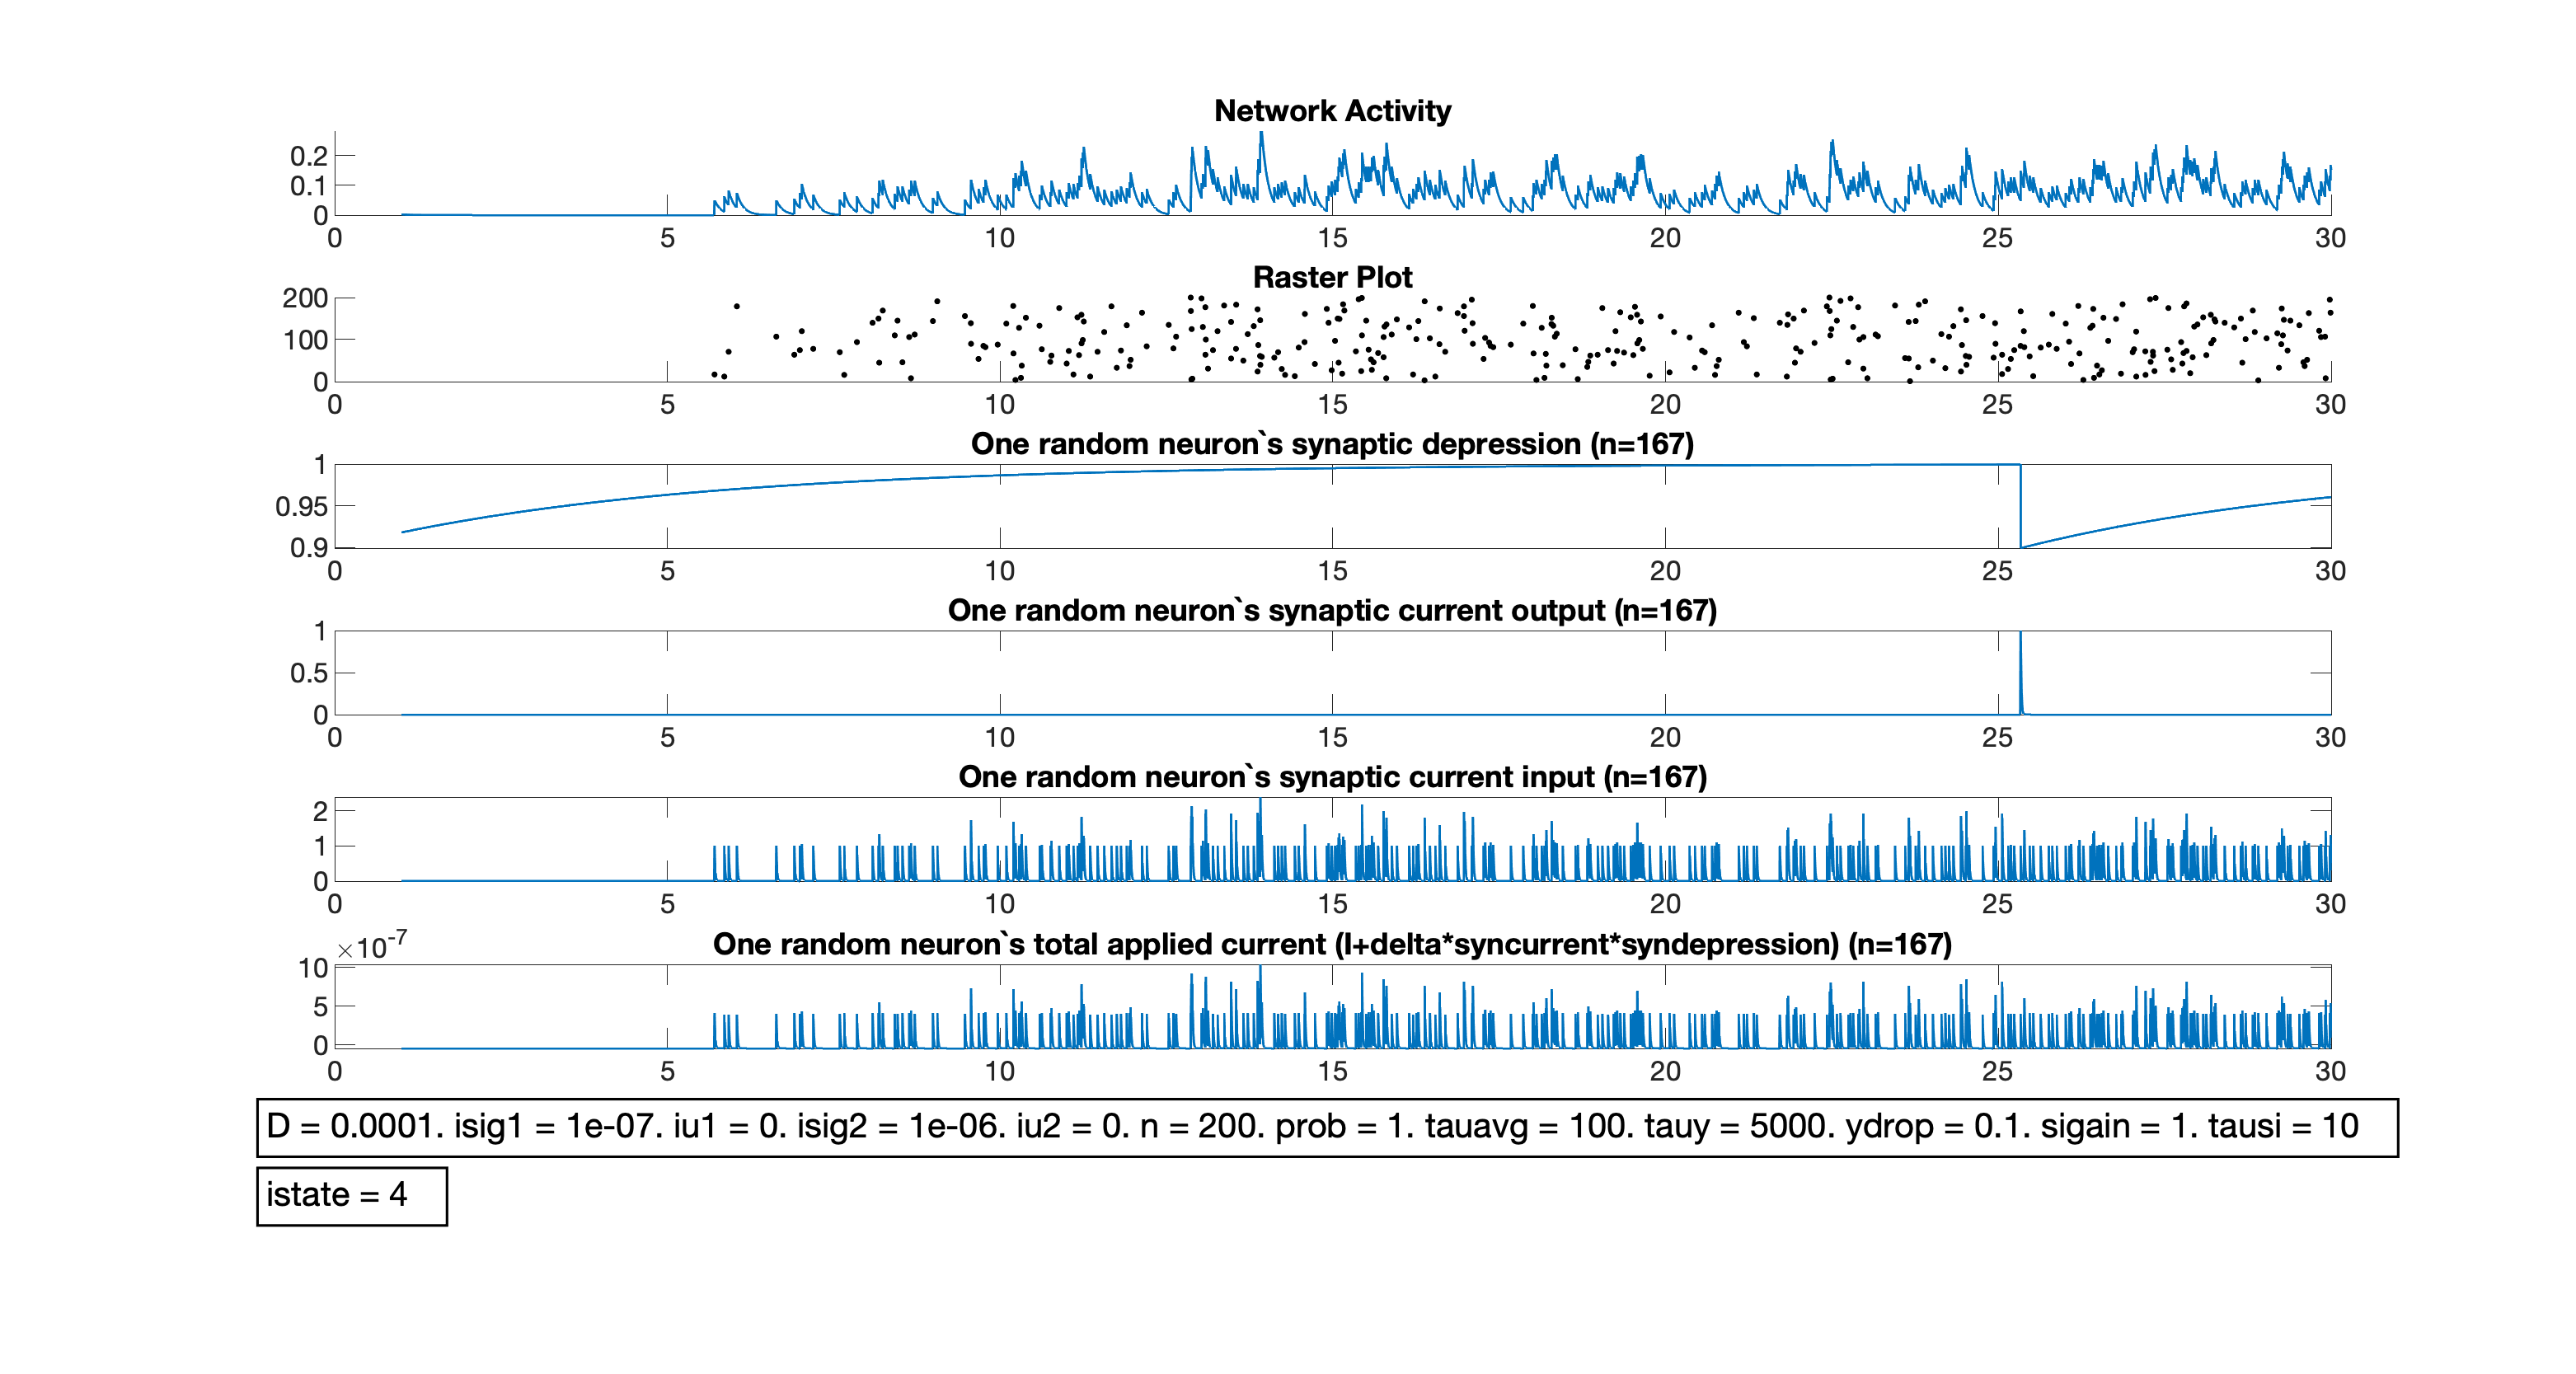 Network Activity
0.2
0.1
0
0 5 10 15 20 25 30
Raster Plot
200
100
0
0 5 10 15 20 25 30
One random neuron`s synaptic depression (n=167)
1
0.95
0.9
0 5 10 15 20 25 30
One random neuron`s synaptic current output (n=167)
1
0.5
0
0 5 10 15 20 25 30
One random neuron`s synaptic current input (n=167)
2
1
0
0 5 10 15 20 25 30
×10-7 One random neuron`s total applied current (I+delta*syncurrent*syndepression) (n=167)
10
5
0
0 5 10 15 20 25 30
D = 0.0001. isig1 = 1e-07. iu1 = 0. isig2 = 1e-06. iu2 = 0. n = 200. prob = 1. tauavg = 100. tauy = 5000. ydrop = 0.1. sigain = 1. tausi = 10
istate = 4